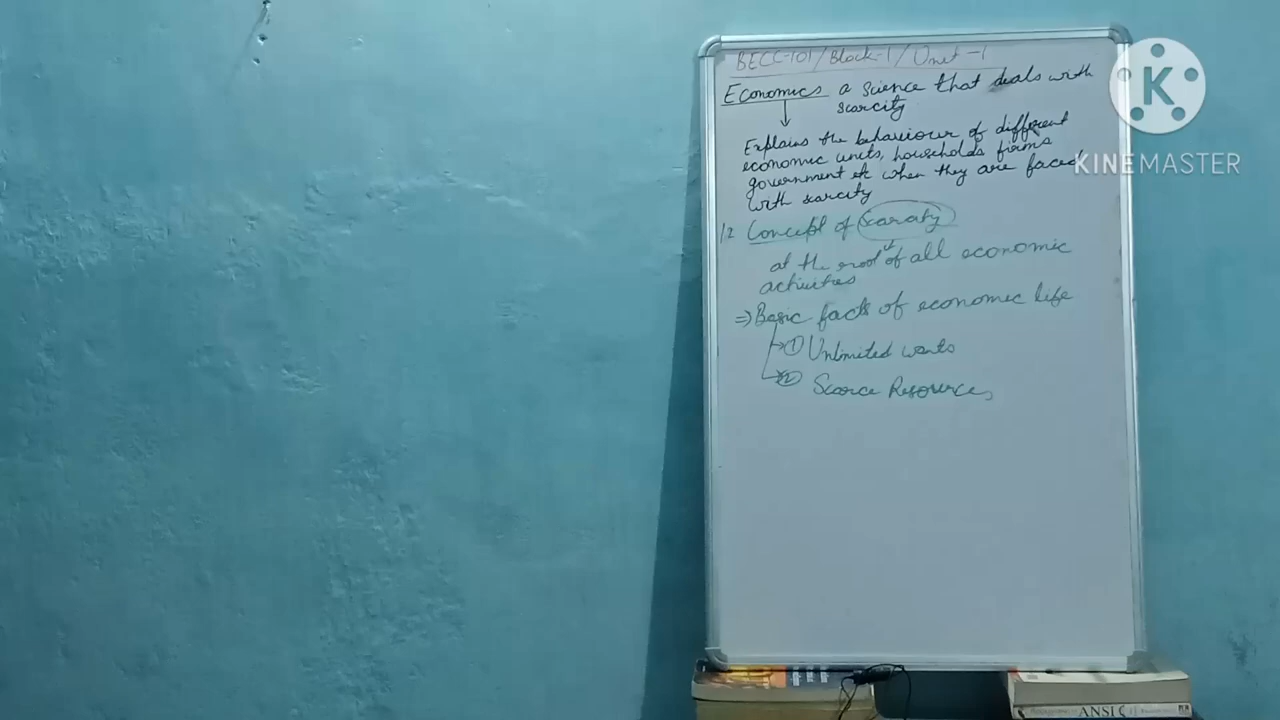 BECC-101/Block-1/Unit-1
Economics a science that deals with
scarcity
Explains the behaviour of different
economic units, households firms
government etc when they are faced
with scarcity
1.2 Concept of Scarcity
at the root of all economic
activities
⇒ Basic facts of economic life
① Unlimited wants
② Scarce Resources
K
KINEMASTER
ANSI C